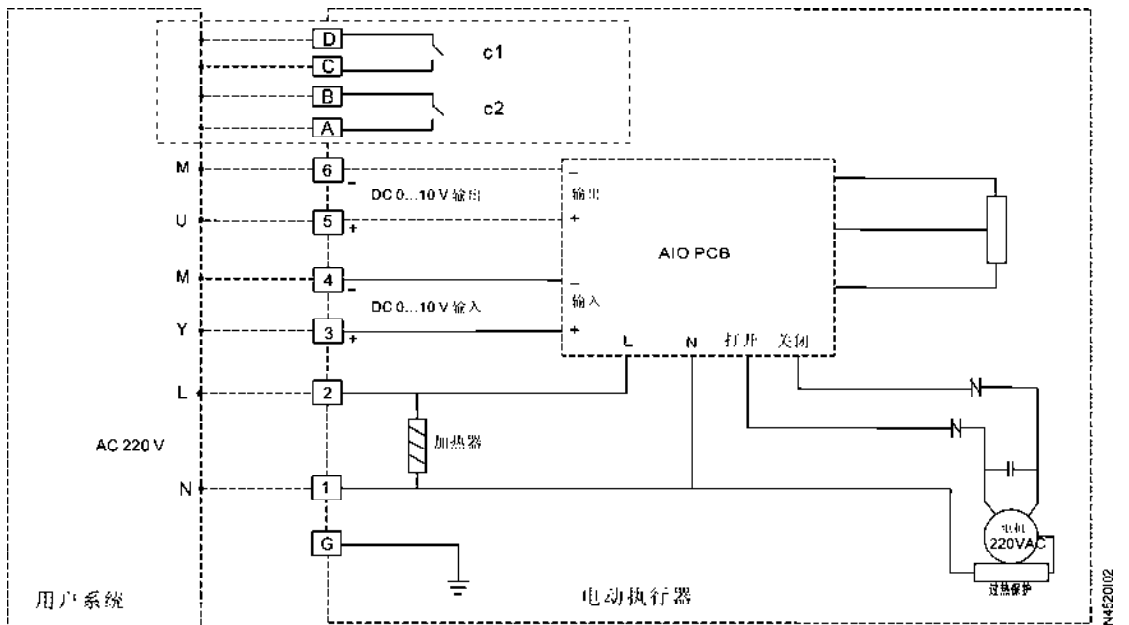 D
c1
C
B
c2
A
M
6
-
-
DC 0...10 V 输出
输出
U
5
+
+
AIO PCB
M
4
-
-
DC 0...10 V 输入
输入
Y
3
+
+
L
N
打开
关闭
L
2
加热器
AC 220 V
N
1
电机
220VAC
G
过热保护
用户系统
电动执行器
N4520I02